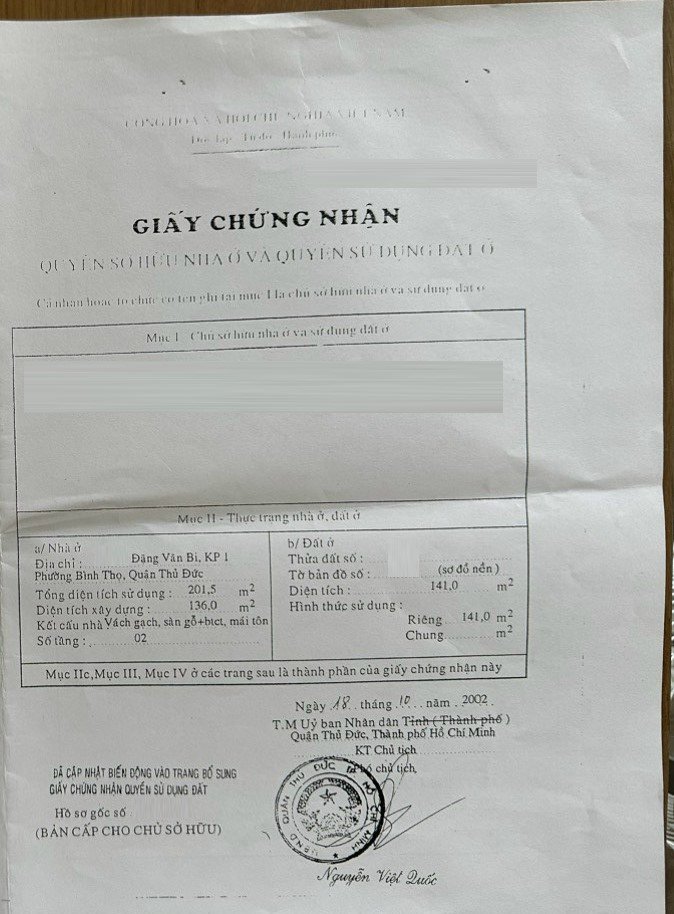 CỘNG HÒA XÃ HỘI CHỦ NGHĨA VIỆT NAM
Độc lập Tự do Hạnh phúc
GIẤY CHỨNG NHẬN
QUYỀN SỞ HỮU NHÀ Ở VÀ QUYỀN SỬ DỤNG ĐẤT Ở
Cá nhân hoặc tổ chức có tên ghi tại mục I là chủ sở hữu nhà ở và sử dụng đất ở
Mục I - Chủ sở hữu nhà ở và sử dụng đất ở
Mục II - Thực trạng nhà ở, đất ở
a/ Nhà ở
Địa chỉ : Đặng Văn Bi, KP 1
Phường Bình Thọ, Quận Thủ Đức
Tổng diện tích sử dụng : 201,5 m2
Diện tích xây dựng : 136,0 m2
Kết cấu nhà Vách gạch, sàn gỗ+btct, mái tôn
Số tầng : 02
b/ Đất ở
Thửa đất số :
Tờ bản đồ số : (sơ đồ nền)
Diện tích : 141,0 m2
Hình thức sử dụng :
Riêng 141,0 m2
Chung m2
Mục IIc, Mục III, Mục IV ở các trang sau là thành phần của giấy chứng nhận này
Ngày 18 tháng 10 năm 2002
T.M Uỷ ban Nhân dân Tỉnh ( Thành phố )
Quận Thủ Đức, Thành phố Hồ Chí Minh
KT Chủ tịch
Phó chủ tịch
ĐÃ CẬP NHẬT BIẾN ĐỘNG VÀO TRANG BỔ SUNG
GIẤY CHỨNG NHẬN QUYỀN SỬ DỤNG ĐẤT
Hồ sơ gốc số
(BẢN CẤP CHO CHỦ SỞ HỮU)
U.B.N.D QUẬN THỦ ĐỨC TP HỒ CHÍ MINH
Nguyễn Việt Quốc